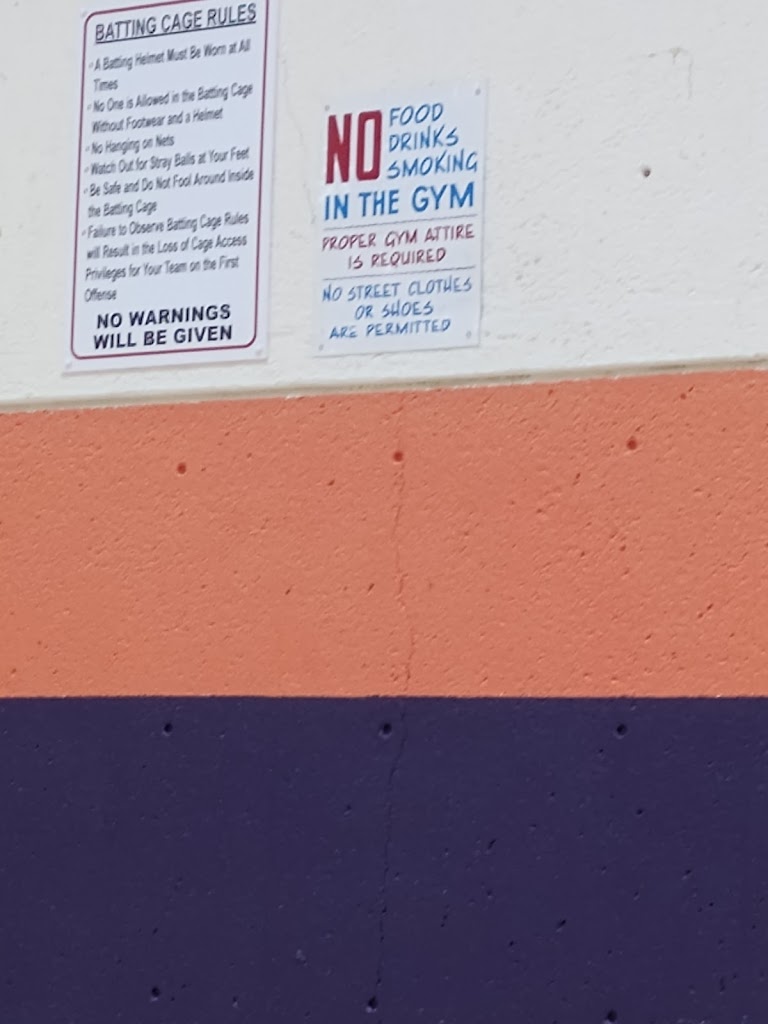 BATTING CAGE RULES
◦ A Batting Helmet Must Be Worn at All
Times
◦ No One is Allowed in the Batting Cage
Without Footwear and a Helmet
◦ No Hanging on Nets
◦ Watch Out for Stray Balls at Your Feet
◦ Be Safe and Do Not Fool Around Inside
the Batting Cage
◦ Failure to Observe Batting Cage Rules
will Result in the Loss of Cage Access
Privileges for Your Team on the First
Offense
NO WARNINGS
WILL BE GIVEN
NO FOOD
DRINKS
SMOKING
IN THE GYM
PROPER GYM ATTIRE
IS REQUIRED
NO STREET CLOTHES
OR SHOES
ARE PERMITTED